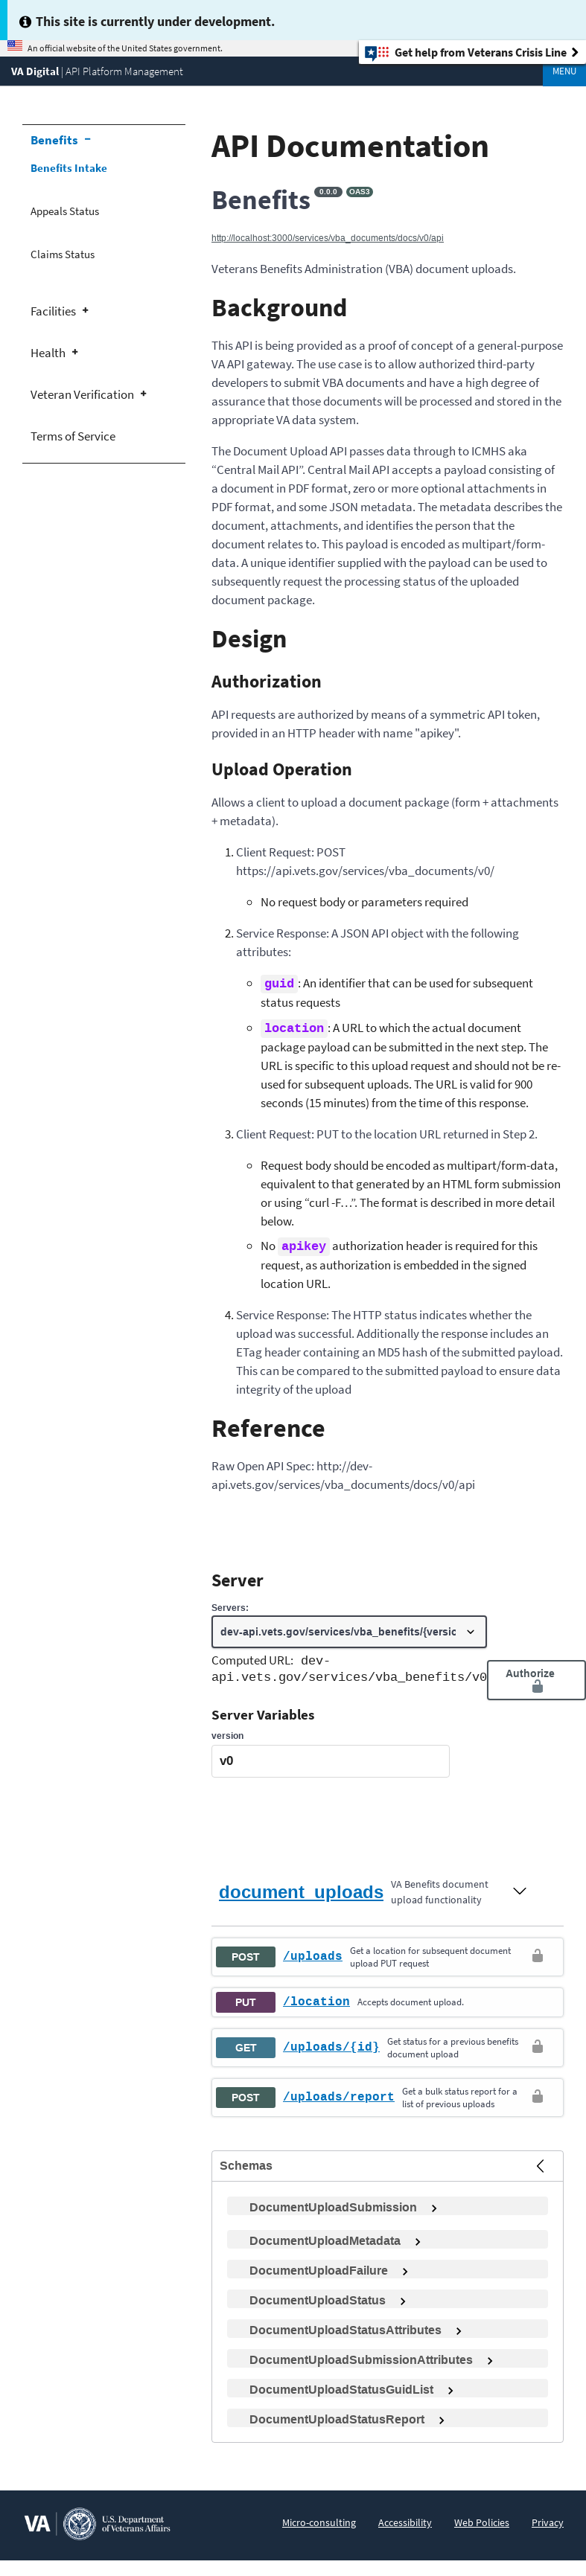 This site is currently under development.
An official website of the United States government.
Get help from Veterans Crisis Line
VA Digital | API Platform Management
MENU
Benefits −
Benefits Intake
Appeals Status
Claims Status
Facilities +
Health +
Veteran Verification +
Terms of Service
API Documentation
Benefits 0.0.0 OAS3
http://localhost:3000/services/vba_documents/docs/v0/api
Veterans Benefits Administration (VBA) document uploads.
Background
This API is being provided as a proof of concept of a general-purpose
VA API gateway. The use case is to allow authorized third-party
developers to submit VBA documents and have a high degree of
assurance that those documents will be processed and stored in the
appropriate VA data system.
The Document Upload API passes data through to ICMHS aka
“Central Mail API”. Central Mail API accepts a payload consisting of
a document in PDF format, zero or more optional attachments in
PDF format, and some JSON metadata. The metadata describes the
document, attachments, and identifies the person that the
document relates to. This payload is encoded as multipart/form-
data. A unique identifier supplied with the payload can be used to
subsequently request the processing status of the uploaded
document package.
Design
Authorization
API requests are authorized by means of a symmetric API token,
provided in an HTTP header with name "apikey".
Upload Operation
Allows a client to upload a document package (form + attachments
+ metadata).
1. Client Request: POST
https://api.vets.gov/services/vba_documents/v0/
No request body or parameters required
2. Service Response: A JSON API object with the following
attributes:
guid : An identifier that can be used for subsequent
status requests
location : A URL to which the actual document
package payload can be submitted in the next step. The
URL is specific to this upload request and should not be re-
used for subsequent uploads. The URL is valid for 900
seconds (15 minutes) from the time of this response.
3. Client Request: PUT to the location URL returned in Step 2.
Request body should be encoded as multipart/form-data,
equivalent to that generated by an HTML form submission
or using “curl -F…”. The format is described in more detail
below.
No apikey authorization header is required for this
request, as authorization is embedded in the signed
location URL.
4. Service Response: The HTTP status indicates whether the
upload was successful. Additionally the response includes an
ETag header containing an MD5 hash of the submitted payload.
This can be compared to the submitted payload to ensure data
integrity of the upload
Reference
Raw Open API Spec: http://dev-
api.vets.gov/services/vba_documents/docs/v0/api
Server
Servers:
dev-api.vets.gov/services/vba_benefits/{versic
Computed URL: dev-
api.vets.gov/services/vba_benefits/v0
Authorize
Server Variables
version
v0
document_uploads
VA Benefits document
upload functionality
POST /uploads Get a location for subsequent document
upload PUT request
PUT /location Accepts document upload.
GET /uploads/{id} Get status for a previous benefits
document upload
POST /uploads/report Get a bulk status report for a
list of previous uploads
Schemas
DocumentUploadSubmission
DocumentUploadMetadata
DocumentUploadFailure
DocumentUploadStatus
DocumentUploadStatusAttributes
DocumentUploadSubmissionAttributes
DocumentUploadStatusGuidList
DocumentUploadStatusReport
VA
U.S. Department
of Veterans Affairs
Micro-consulting
Accessibility
Web Policies
Privacy